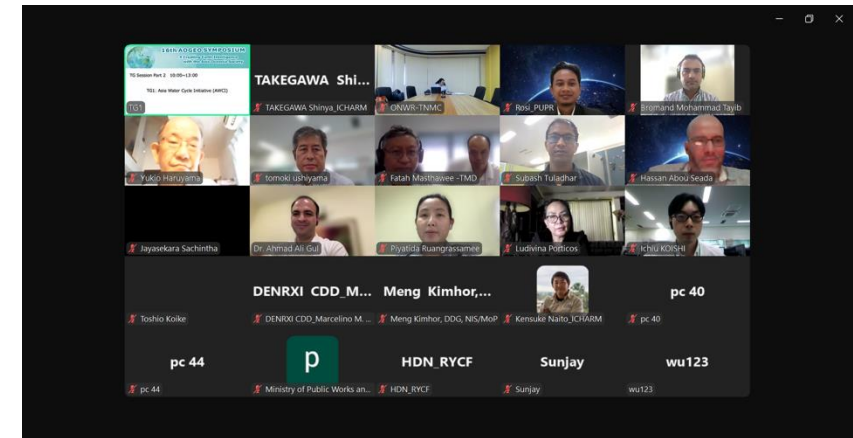 16th AOGEO SYMPOSIUM
TG Session Part 2 10:00~13:00
TG1: Asia Water Cycle Initiative (AWCI)
TG1
TAKEGAWA Shi...
TAKEGAWA Shinya_ICHARM
ONWR-TNMC
Rosi_PUPR
Bromand Mohammad Tayib
Yukio Haruyama
tomoki ushiyama
Fatah Masthawee -TMD
Subash Tuladhar
Hassan Abou Seada
Jayasekara Sachintha
Dr. Ahmad Ali Gul
Piyatida Ruangrassamee
Ludivina Porticos
Ichiu KOISHI
Toshio Koike
DENRXI CDD_M...
DENRXI CDD_Marcelino M. ...
Meng Kimhor,...
Meng Kimhor, DDG, NIS/MoP
Kensuke Naito_ICHARM
pc 40
pc 40
pc 44
pc 44
p
Ministry of Public Works an...
HDN_RYCF
HDN_RYCF
Sunjay
Sunjay
wu123
wu123